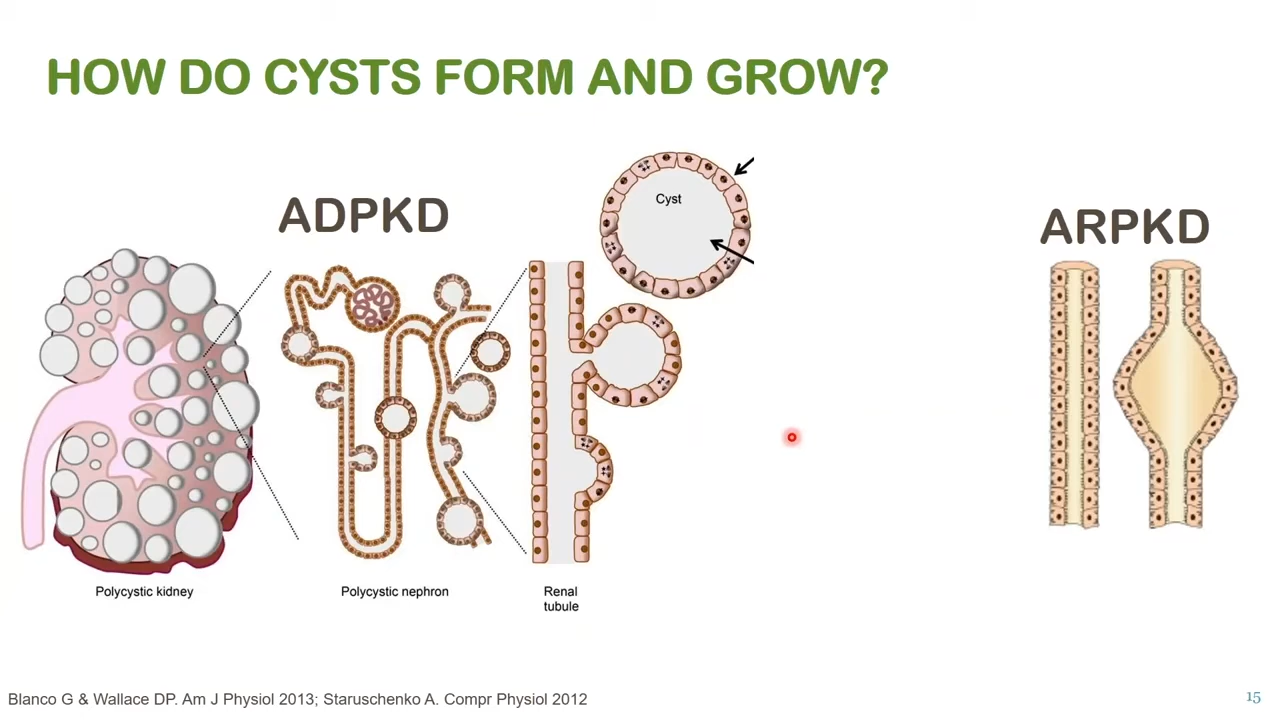 HOW DO CYSTS FORM AND GROW?
ADPKD
Cyst
ARPKD
Polycystic kidney
Polycystic nephron
Renal
tubule
Blanco G & Wallace DP. Am J Physiol 2013; Staruschenko A. Compr Physiol 2012
15